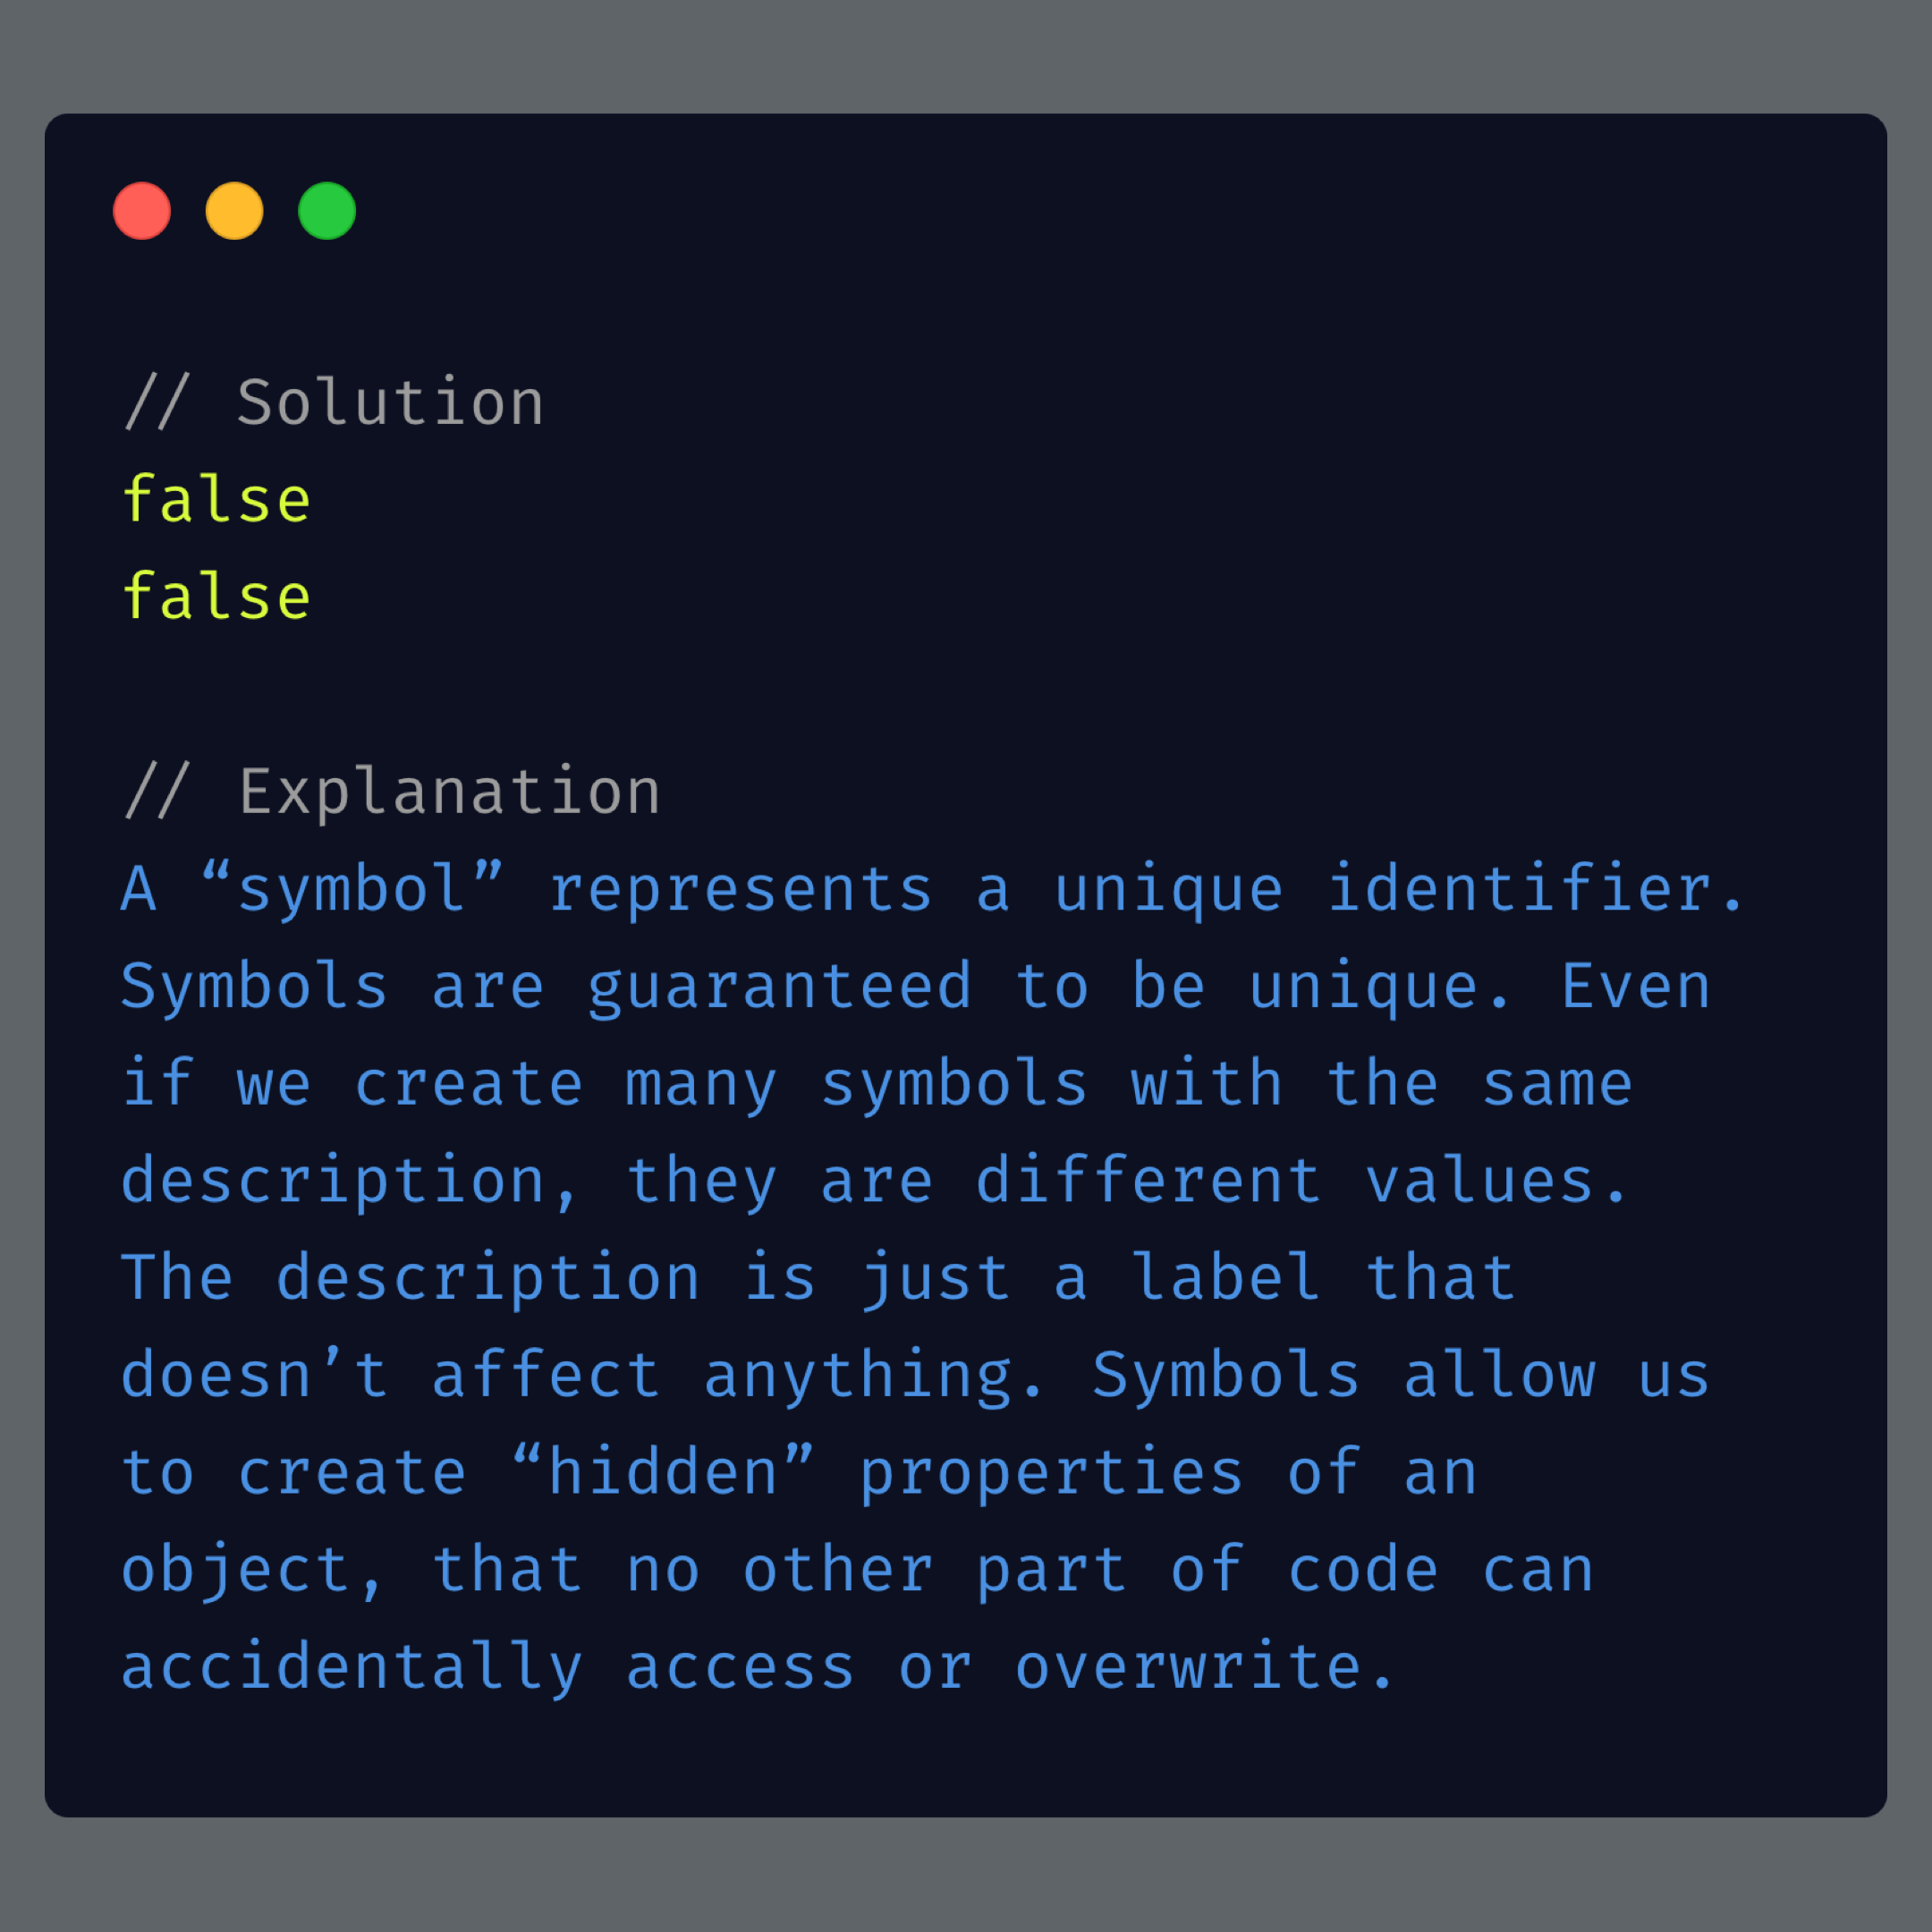 // Solution
false
false
// Explanation
A “symbol” represents a unique identifier.
Symbols are guaranteed to be unique. Even
if we create many symbols with the same
description, they are different values.
The description is just a label that
doesn’t affect anything. Symbols allow us
to create “hidden” properties of an
object, that no other part of code can
accidentally access or overwrite.